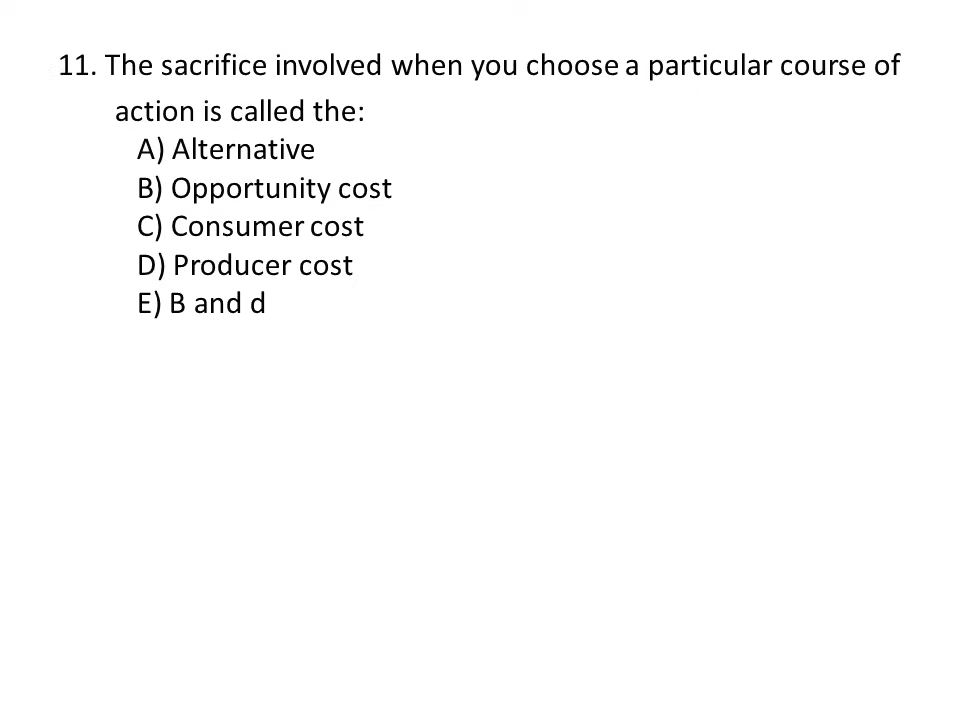 11. The sacrifice involved when you choose a particular course of
action is called the:
A) Alternative
B) Opportunity cost
C) Consumer cost
D) Producer cost
E) B and d